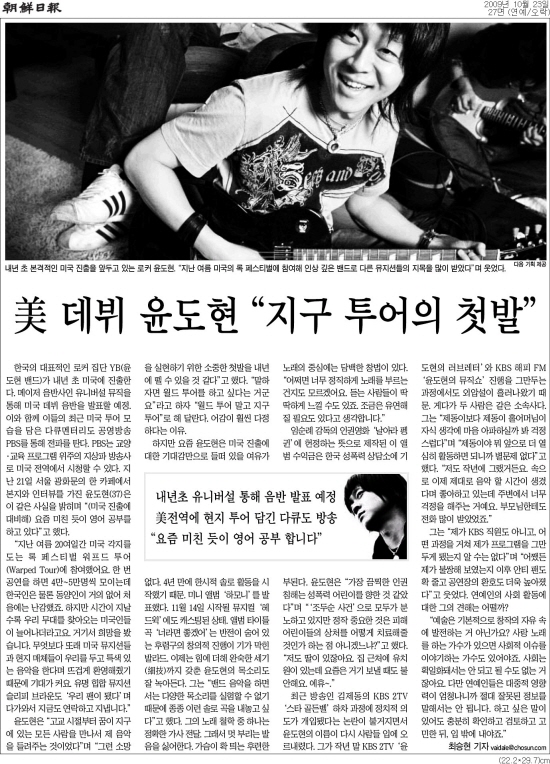 朝鮮日報
2009년 10월 23일
27면 (연예/오락)
내년 초 본격적인 미국 진출을 앞두고 있는 로커 윤도현. "지난 여름 미국의 록 페스티벌에 참여해 인상 깊은 밴드로 다른 뮤지션들의 지목을 많이 받았다"며 웃었다.
다음 기획 제공
美 데뷔 윤도현 "지구 투어의 첫발"
한국의 대표적인 로커 집단 YB(윤
도현 밴드)가 내년 초 미국에 진출한
다. 메이저 음반사인 유니버설 뮤직을
통해 미국 데뷔 음반을 발표할 예정.
이와 함께 이들의 최근 미국 투어 모
습을 담은 다큐멘터리도 공영방송
PBS를 통해 전파를 탄다. PBS는 교양
·교육 프로그램 위주의 지상파 방송사
로 미국 전역에서 시청할 수 있다. 지
난 21일 서울 광화문의 한 카페에서
본지와 인터뷰를 가진 윤도현(37)은
이 같은 사실을 밝히며 "(미국 진출에
대비해) 요즘 미친 듯이 영어 공부를
하고 있다"고 했다.
"지난 여름 20여일간 미국 각지를
도는 록 페스티벌 워프드 투어
(Warped Tour)에 참여했어요. 한 번
공연을 하면 4만~5만명씩 모이는데
한국인은 물론 동양인이 거의 없어 처
음에는 난감했죠. 하지만 시간이 지날
수록 우리 무대를 찾아오는 미국인들
이 늘어나더라고요. 거기서 희망을 봤
습니다. 무엇보다 또래 미국 뮤지션들
과 현지 매체들이 우리를 두고 특색 있
는 음악을 한다며 뜨겁게 환영해줬기
때문에 기대가 커요. 유명 펑팝 뮤지션
슬리피 브라운도 '우리 팬이 됐다'며
다가와서 지금도 연락하고 지냅니다."
윤도현은 "고교 시절부터 꿈이 지구
에 있는 모든 사람을 만나서 제 음악
을 들려주는 것이었다"며 "그런 소망
을 실현하기 위한 소중한 첫발을 내년
에 뗄 수 있을 것 같다"고 했다. "말하
자면 월드 투어를 하고 싶다는 거군
요"라고 하자 "월드 투어 말고 지구
투어"로 해 달란다. 어감이 훨씬 다정
하다는 이유.
하지만 요즘 윤도현은 미국 진출에
대한 기대감만으로 들떠 있을 여유가
내년초 유니버설 통해 음반 발표 예정
美전역에 현지 투어 담긴 다큐도 방송
"요즘 미친 듯이 영어 공부 합니다"
없다. 4년 만에 한시적 솔로 활동을 시
작했기 때문. 미니 앨범 '하모니'를 발
표했다. 11월 14일 시작될 뮤지컬 '헤
드윅'에도 캐스팅된 상태. 앨범 타이틀
곡 '너라면 좋겠어'는 반전이 숨어 있
는 후렴구의 창의적 진행이 기가 막힌
발라드. 이제는 힘에 더해 완숙한 세기
(細技)까지 갖춘 윤도현의 목소리도
잘 녹아든다. 그는 "밴드 음악을 하면
서는 다양한 목소리를 실험할 수 없기
때문에 종종 이런 솔로 곡을 내놓고 싶
다"고 했다. 그의 노래 철학 중 하나는
정확한 가사 전달. 그래서 멋 부리는 발
음을 싫어한다. 가슴이 확 띄는 후련한
노래의 중심에는 담백한 창법이 있다.
"어쩌면 너무 정직하게 노래를 부르는
건지도 모르겠어요. 듣는 사람들이 딱
딱하게 느낄 수도 있죠. 조금은 유연해
질 필요도 있다고 생각합니다."
임순례 감독의 인권영화 '날아라 펭
귄'에 헌정하는 뜻으로 제작된 이 앨
범 수익금은 한국 성폭력 상담소에 기
부된다. 윤도현은 "가장 끔찍한 인권
침해는 성폭력 어린이를 향한 것 같았
다"며 "'조두순 사건'으로 모두가 분
노하고 있지만 정작 중요한 것은 피해
어린이들의 상처를 어떻게 치료해줄
것인가 하는 점 아니겠느냐?"고 했다.
"저도 딸이 있잖아요. 집 근처에 유치
원이 있는데 요즘은 거기 보낼 때도 불
안해요. 에휴~."
최근 방송인 김제동의 KBS 2TV
'스타 골든벨' 하차 과정에 정치적 의
도가 개입됐다는 논란이 불거지면서
윤도현의 이름이 다시 사람들 입에 오
르내렸다. 그가 작년 말 KBS 2TV '윤
도현의 러브레터'와 KBS 해피 FM
'윤도현의 뮤직쇼' 진행을 그만두는
과정에서도 외압설이 흘러나왔기 때
문. 게다가 두 사람은 같은 소속사다.
그는 "제동이보다 제동이 홀어머님이
자식 생각에 마음 아파하실까 봐 걱정
스럽다"며 "제동이야 뭐 앞으로 더 열
심히 활동하면 되니까 별문제 없다"고
했다. "저도 작년에 그랬거든요. 속으
로 이제 제대로 음악 할 시간이 생겼
다며 좋아하고 있는데 주변에서 너무
걱정을 해주는 거예요. 부모님한테도
전화 많이 받았었죠."
그는 "제가 KBS 직원도 아니고, 어
떤 과정을 거쳐 제가 프로그램을 그만
두게 됐는지 알 수는 없다"며 "어쨌든
제가 불쌍해 보였는지 이후 안티 팬도
확 줄고 공연장의 환호도 더욱 높아졌
다"고 웃었다. 연예인의 사회 활동에
대한 그의 견해는 어떨까?
"예술은 기본적으로 창작의 자유 속
에 발전하는 거 아닌가요? 사랑 노래
를 하는 가수가 있으면 사회적 이슈를
이야기하는 가수도 있어야죠. 사회는
획일화돼서는 안 되고 될 수도 없는 거
잖아요. 다만 연예인들은 대중적 영향
력이 엄청나니까 절대 잘못된 정보를
말해서는 안 됩니다. 하고 싶은 말이
있어도 충분히 확인하고 검토하고 고
민한 뒤, 입 밖에 내야죠."
최승현 기자 vaidale@chosun.com
(22.2*29.7)cm